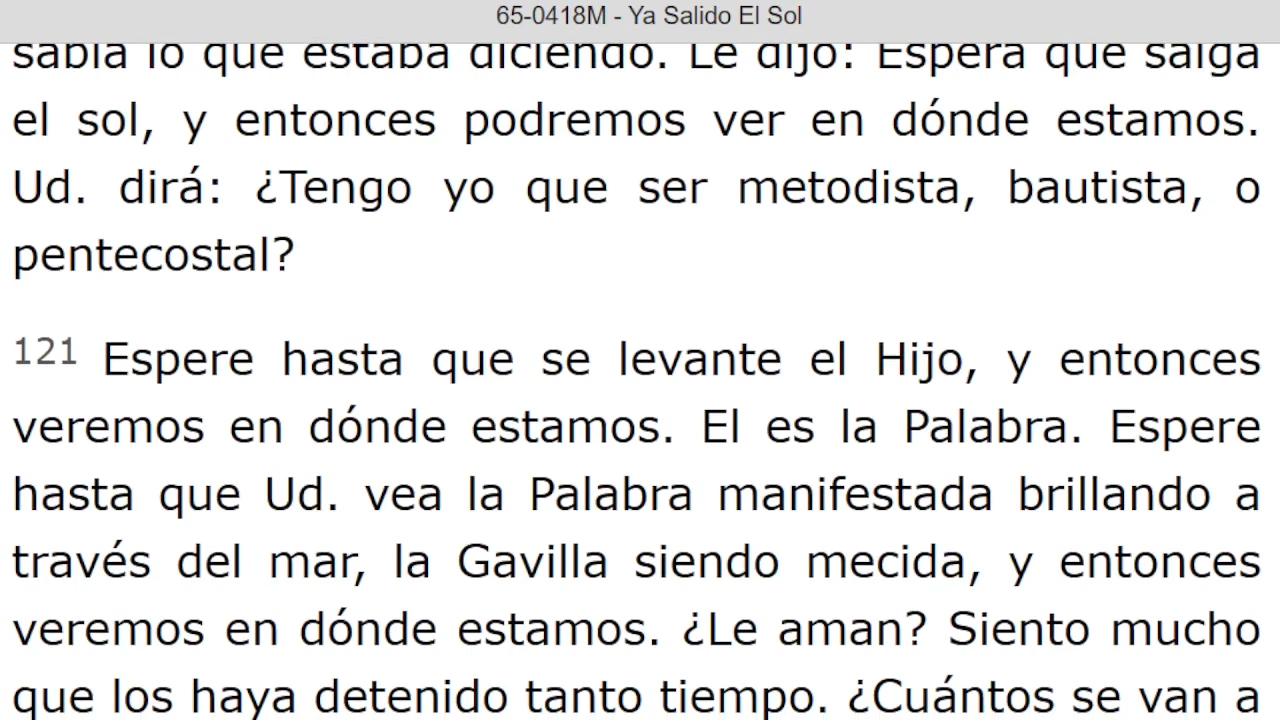 65-0418M - Ya Salido El Sol
sabía lo que estaba diciendo. Le dijo: Espera que salga
el sol, y entonces podremos ver en dónde estamos.
Ud. dirá: ¿Tengo yo que ser metodista, bautista, o
pentecostal?
121 Espere hasta que se levante el Hijo, y entonces
veremos en dónde estamos. El es la Palabra. Espere
hasta que Ud. vea la Palabra manifestada brillando a
través del mar, la Gavilla siendo mecida, y entonces
veremos en dónde estamos. ¿Le aman? Siento mucho
que los haya detenido tanto tiempo. ¿Cuántos se van a